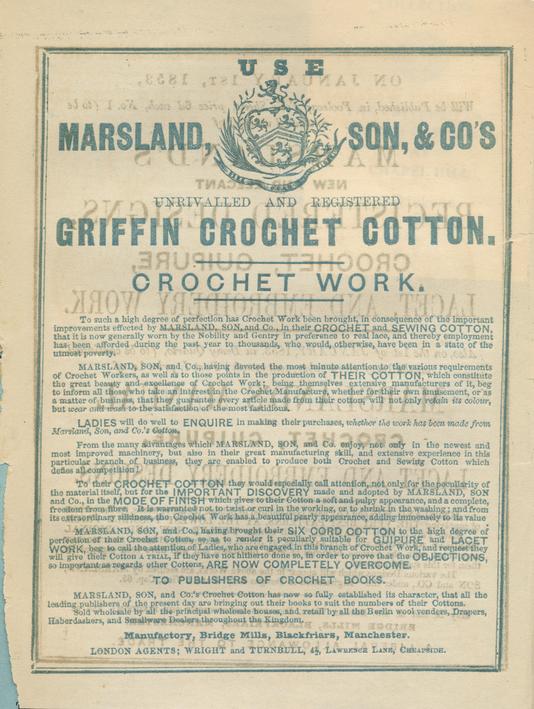 USE
MARSLAND, SON, & CO'S
UNRIVALLED AND REGISTERED
GRIFFIN CROCHET COTTON.
CROCHET WORK.
To such a high degree of perfection has Crochet Work been brought, in consequence of the important
improvements effected by MARSLAND, SON, and Co., in their CROCHET and SEWING COTTON,
that it is now generally worn by the Nobility and Gentry in preference to real lace, and thereby employment
has been afforded during the past year to thousands, who would, otherwise, have been in a state of the
utmost poverty.
MARSLAND, SON, and Co., having devoted the most minute attention to the various requirements
of Crochet Workers, as well as to those points in the production of THEIR COTTON, which constitute
the great beauty and excellence of Crochet Work; being themselves extensive manufacturers of it, beg
to inform all who take an interest in the Crochet Manufacture, whether for their own amusement, or as
a matter of business, that they guarantee every article made from their cotton, will not only retain its colour,
but wear and wash to the satisfaction of the most fastidious.
LADIES will do well to ENQUIRE in making their purchases, whether the work has been made from
Marsland, Son, and Co.'s Cotton.
From the many advantages which MARSLAND, SON, and Co. enjoy, not only in the newest and
most improved machinery, but also in their great manufacturing skill, and extensive experience in this
particular branch of business, they are enabled to produce both Crochet and Sewing Cotton which
defies all competition!
To their CROCHET COTTON they would especially call attention, not only for the peculiarity of
the material itself, but for the IMPORTANT DISCOVERY made and adopted by MARSLAND, SON
and Co., in the MODE OF FINISH which gives to their Cotton a soft and pulpy appearance, and a complete,
freedom from fibre. It is warranted not to twist or curl in the working, or to shrink in the washing; and from
its extraordinary silkiness, the Crochet Work has a beautiful pearly appearance, adding immensely to its value
MARSLAND, SON, and Co., having brought their SIX CORD COTTON to the high degree of
perfection of their Crochet Cotton, so as to render it peculiarly suitable for GUIPURE and LACET
WORK, beg to call the attention of Ladies, who are engaged in this branch of Crochet Work, and request they
will give their Cotton A TRIAL, if they have not hitherto done so, in order to prove that the OBJECTIONS,
so important as regards other Cottons, ARE NOW COMPLETELY OVERCOME.
TO PUBLISHERS OF CROCHET BOOKS.
MARSLAND, SON, and Co.'s Crochet Cotton has now so fully established its character, that all the
leading publishers of the present day are bringing out their books to suit the numbers of their Cottons.
Sold wholesale by all the principal wholesale houses, and retail by all the Berlin wool venders, Drapers,
Haberdashers, and Smallware Dealers throughout the Kingdom.
Manufactory, Bridge Mills, Blackfriars, Manchester.
LONDON AGENTS; WRIGHT and TURNBULL, 4½, LAWRENCE LANE, CHEAPSIDE.